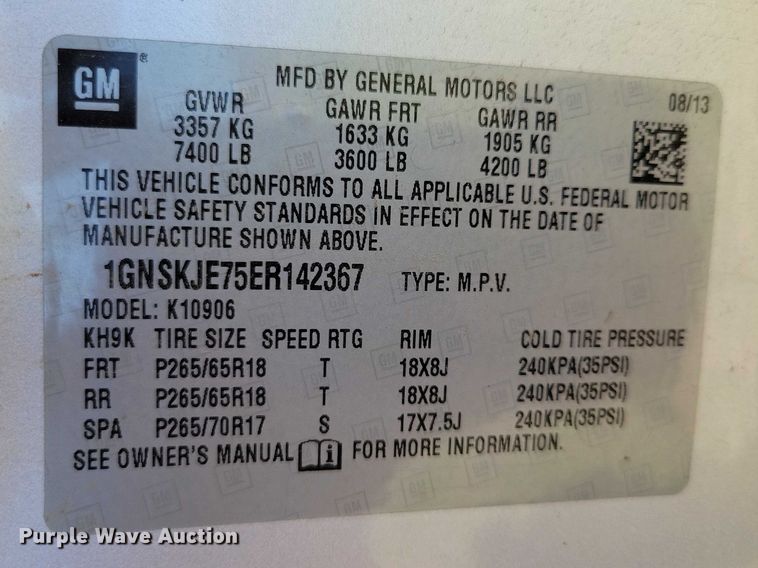 GM®
MFD BY GENERAL MOTORS LLC
08/13
GVWR GAWR FRT GAWR RR
3357 KG 1633 KG 1905 KG
7400 LB 3600 LB 4200 LB
THIS VEHICLE CONFORMS TO ALL APPLICABLE U.S. FEDERAL MOTOR
VEHICLE SAFETY STANDARDS IN EFFECT ON THE DATE OF
MANUFACTURE SHOWN ABOVE.
1GNSKJE75ER142367 TYPE: M.P.V.
MODEL: K10906
KH9K TIRE SIZE SPEED RTG RIM COLD TIRE PRESSURE
FRT P265/65R18 T 18X8J 240KPA(35PSI)
RR P265/65R18 T 18X8J 240KPA(35PSI)
SPA P265/70R17 S 17X7.5J 240KPA(35PSI)
SEE OWNER'S MANUAL i FOR MORE INFORMATION.
Purple Wave Auction